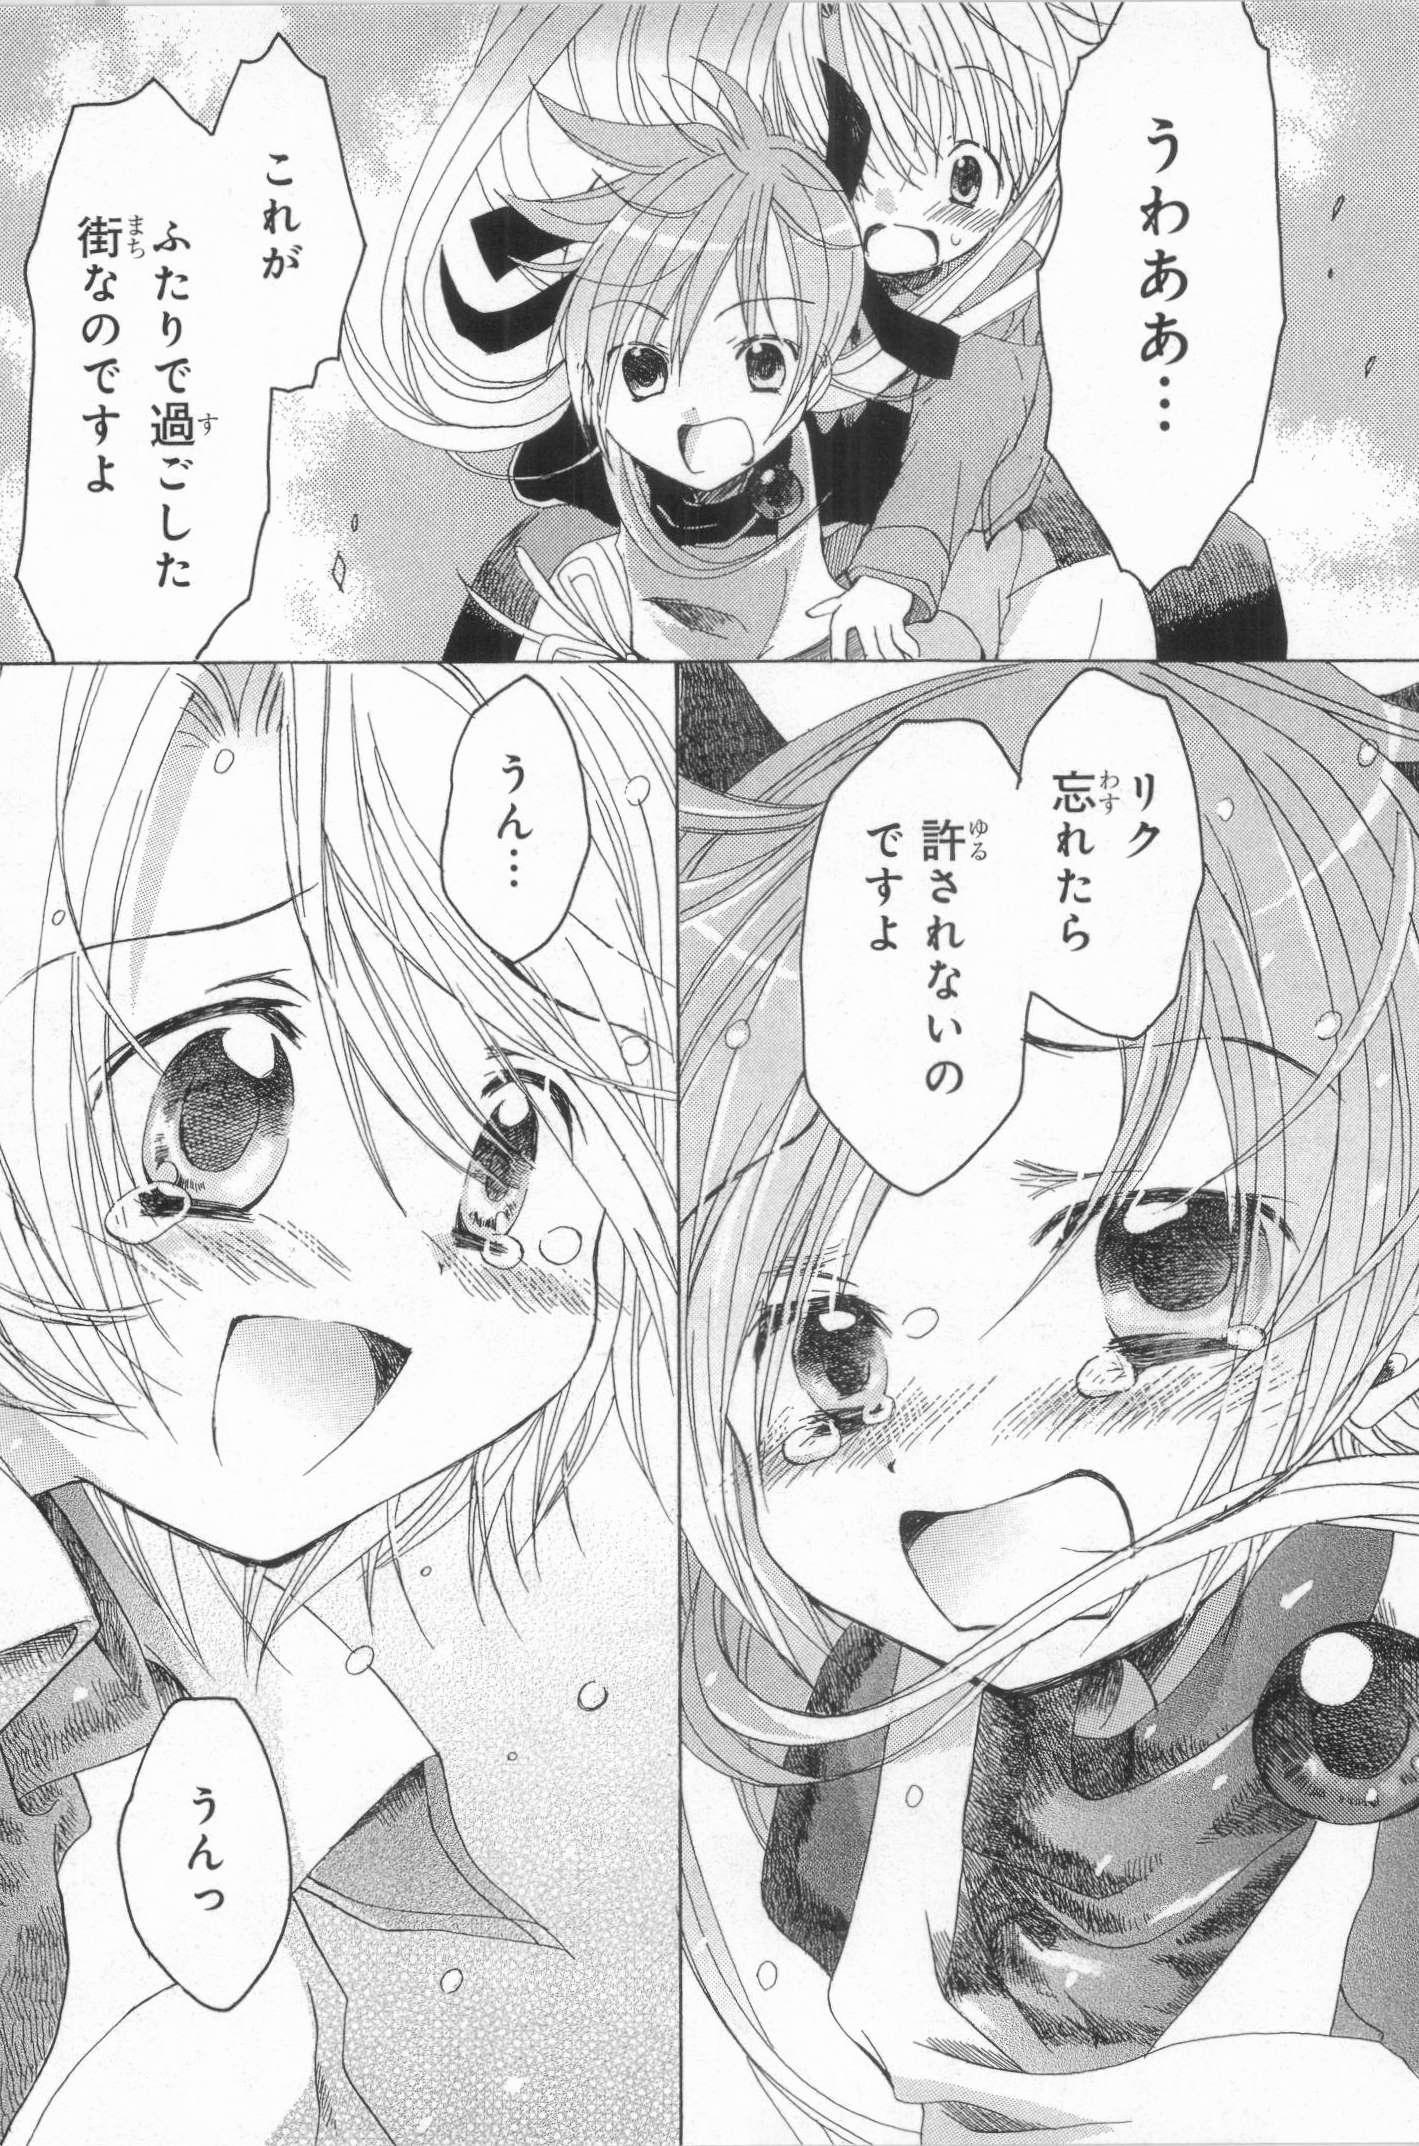 うわああ…
これが
ふたりで過ごした
街なのですよ
リク
忘れたら
許されないの
ですよ
うん…
うんっ